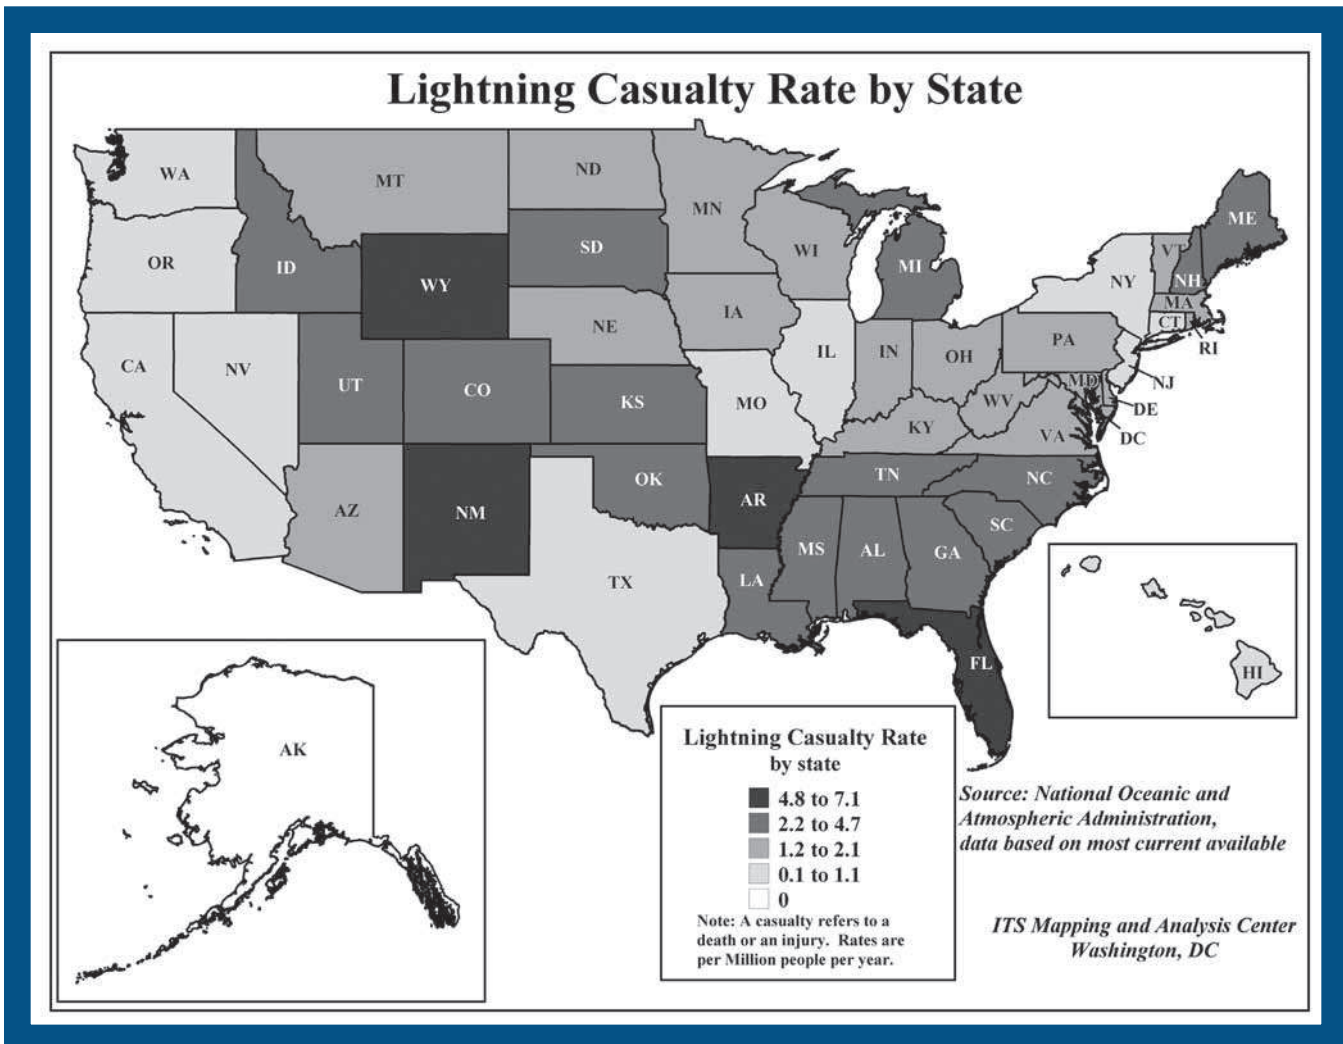 Lightning Casualty Rate by State
WA
MT
ND
MN
ME
OR
ID
SD
WI
MI
VT
NH
WY
NY
MA
CT
RI
IA
NE
PA
CA
NV
UT
CO
IL
IN
OH
NJ
KS
MO
WV
MD
DE
DC
KY
VA
AZ
NM
OK
AR
TN
NC
SC
MS
AL
GA
TX
LA
FL
HI
AK
Lightning Casualty Rate
by state
4.8 to 7.1
2.2 to 4.7
1.2 to 2.1
0.1 to 1.1
0
Note: A casualty refers to a
death or an injury. Rates are
per Million people per year.
Source: National Oceanic and
Atmospheric Administration,
data based on most current available
ITS Mapping and Analysis Center
Washington, DC